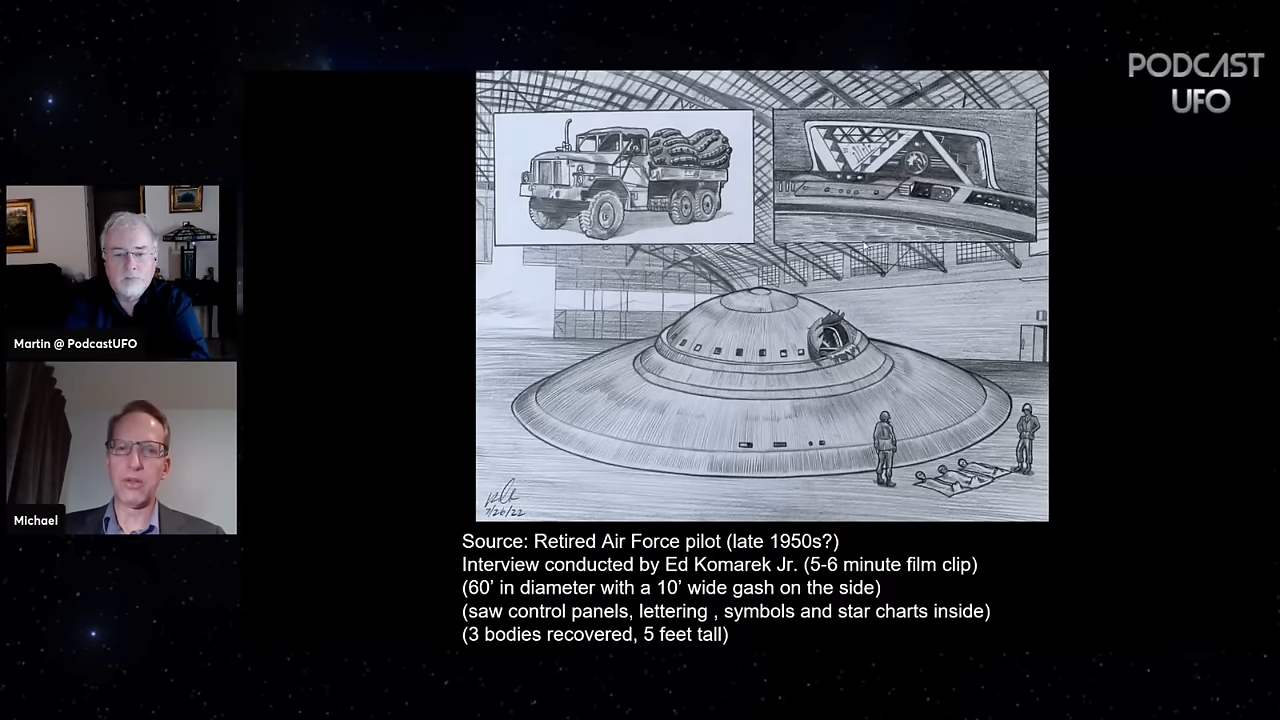 PODCAST
UFO
Martin @ PodcastUFO
Michael
7/26/22
Source: Retired Air Force pilot (late 1950s?)
Interview conducted by Ed Komarek Jr. (5-6 minute film clip)
(60’ in diameter with a 10’ wide gash on the side)
(saw control panels, lettering , symbols and star charts inside)
(3 bodies recovered, 5 feet tall)